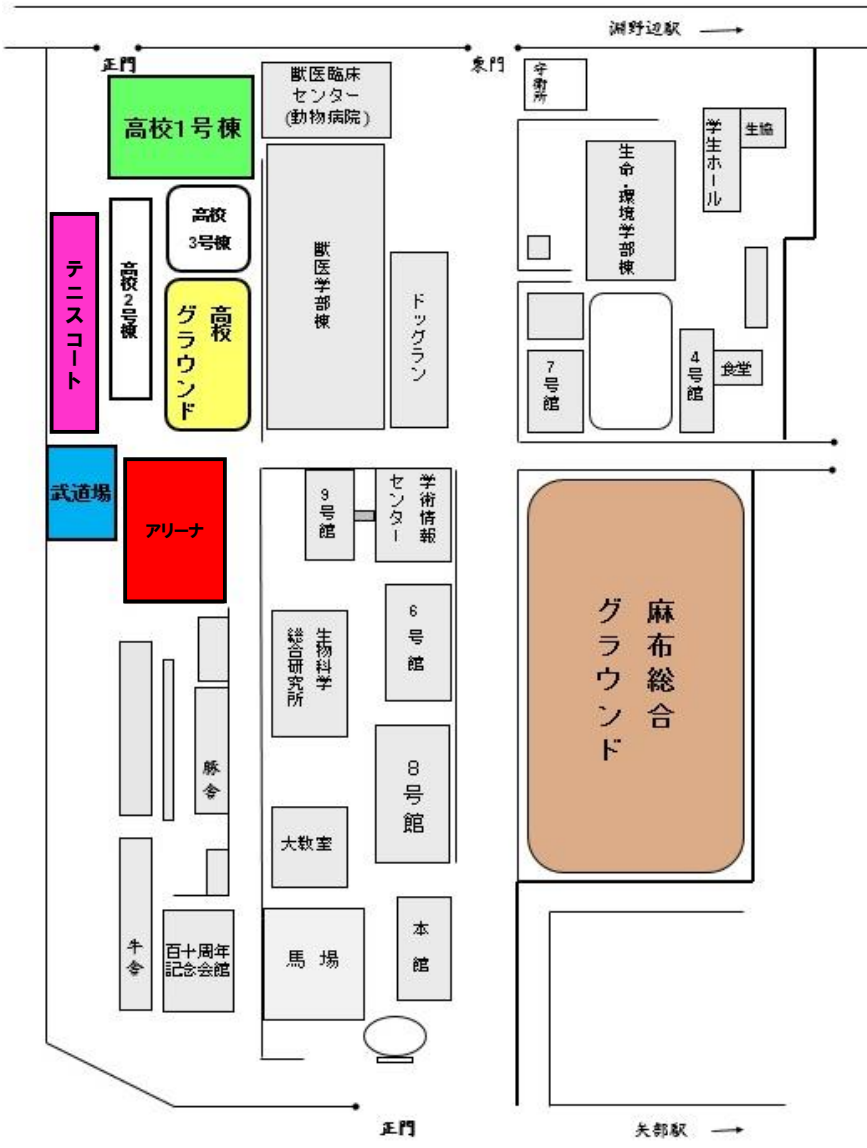 淵野辺駅
正門
東門
守衛所
獣医臨床
センター
(動物病院)
高校1号棟
学生ホール
生協
生命・環境学部棟
高校
3号棟
獣医学部棟
テニスコート
高校2号棟
高校
グラウンド
ドッグラン
7号館
4号館
食堂
武道場
アリーナ
9号館
学術情報
センター
6号館
生物科学
総合研究所
麻布総合
グラウンド
8号館
豚舎
大教室
牛舎
百十周年
記念会館
馬場
本館
正門
矢部駅